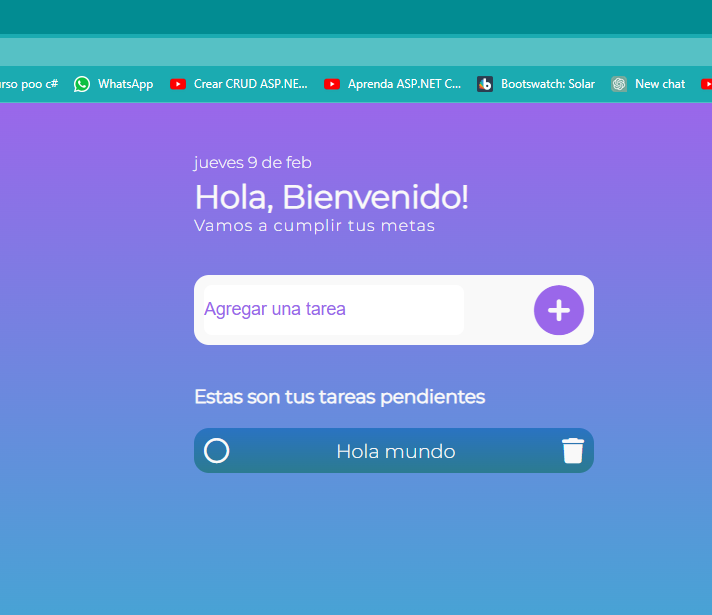 urso poo c# WhatsApp Crear CRUD ASP.NE... Aprenda ASP.NET C... Bootswatch: Solar New chat
jueves 9 de feb
Hola, Bienvenido!
Vamos a cumplir tus metas
Agregar una tarea
Estas son tus tareas pendientes
Hola mundo